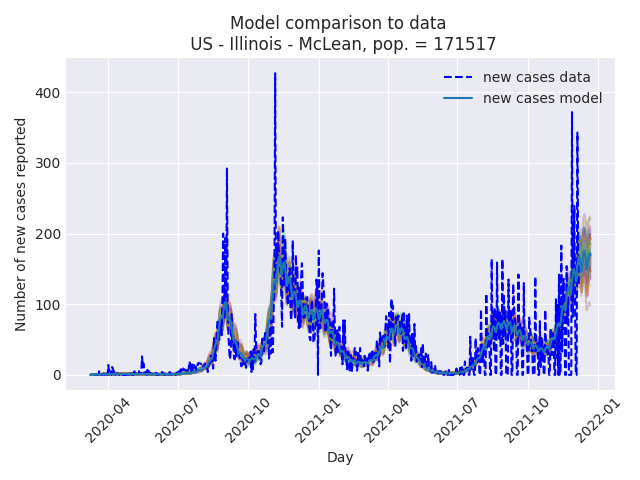 Model comparison to data
US - Illinois - McLean, pop. = 171517
new cases data
new cases model
Number of new cases reported
400
300
200
100
0
2020-04
2020-07
2020-10
2021-01
2021-04
2021-07
2021-10
2022-01
Day